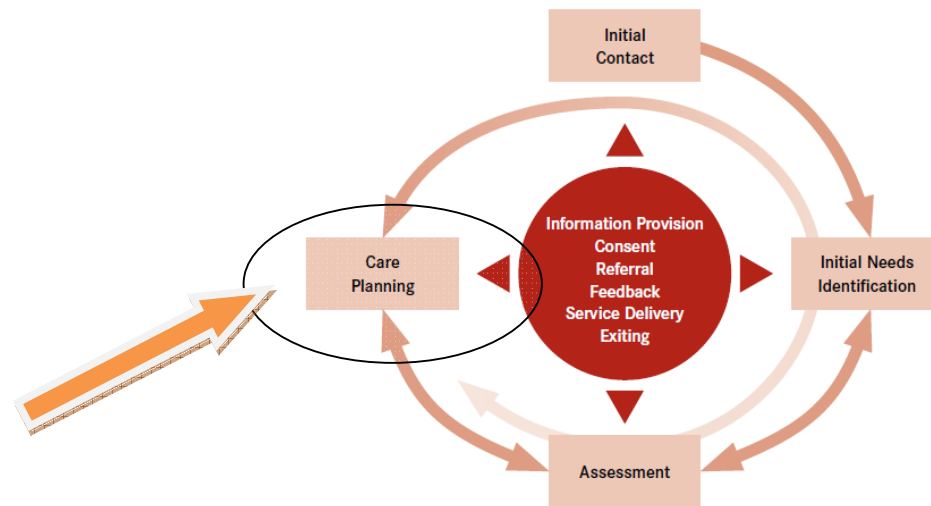 Initial
Contact
Information Provision
Consent
Referral
Feedback
Service Delivery
Exiting
Care
Planning
Initial Needs
Identification
Assessment